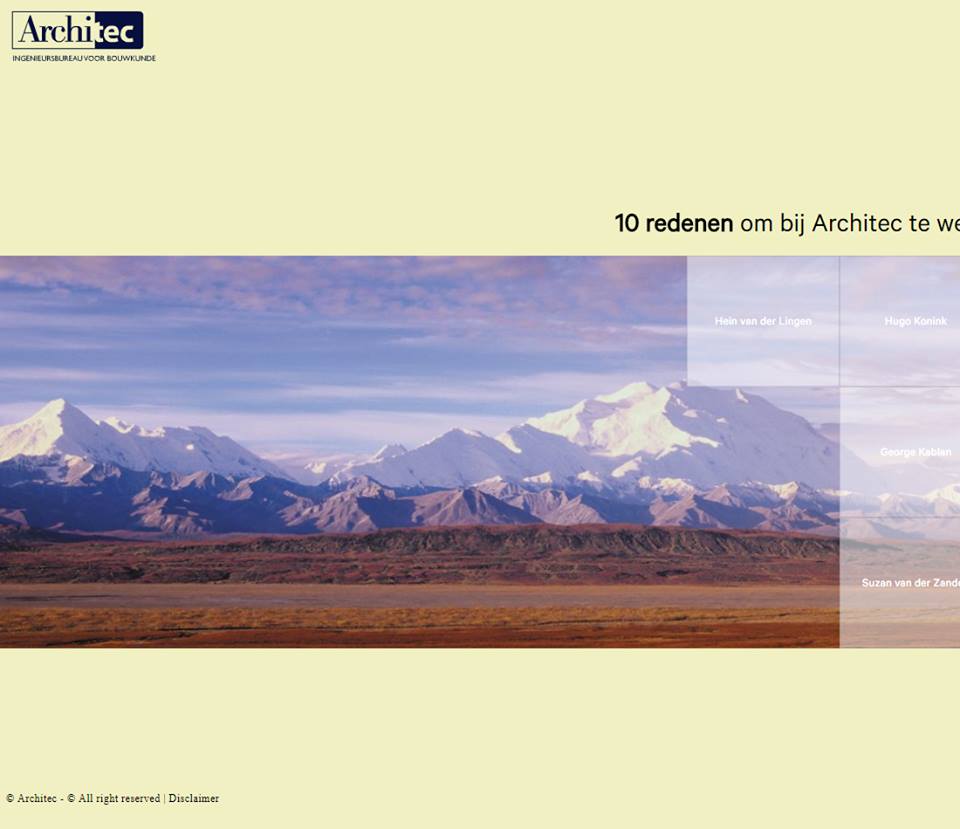 Architec
INGENIEURSBUREAU VOOR BOUWKUNDE
10 redenen om bij Architec te we
Hein van der Lingen
Hugo Konink
George Kablan
Suzan van der Zand
© Architec - © All right reserved | Disclaimer